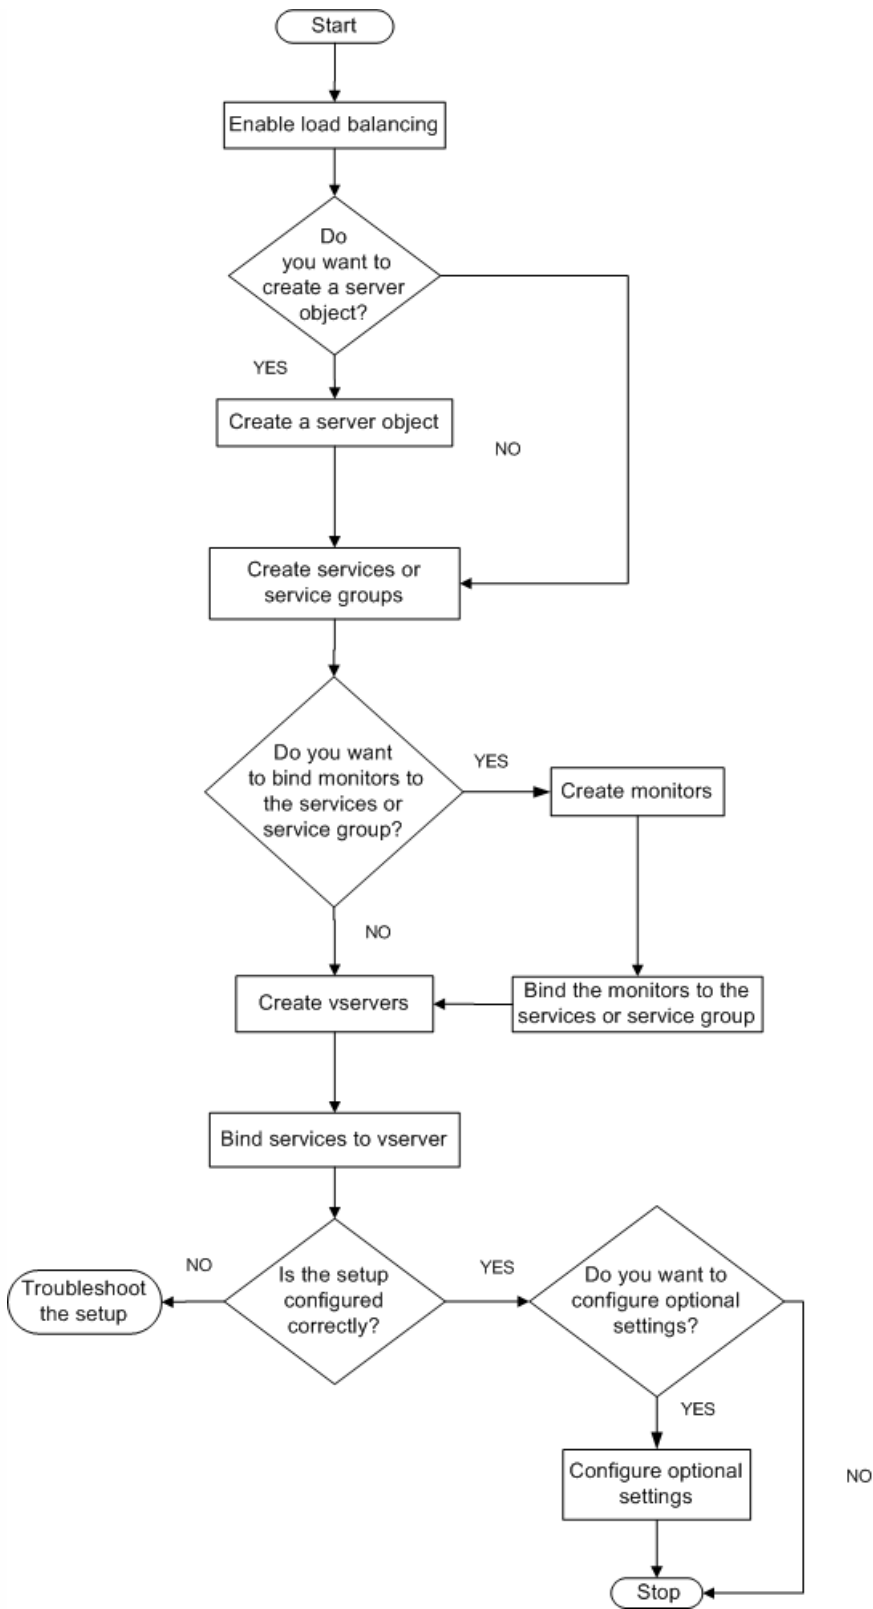 Start
Enable load balancing
Do
you want to
create a server
object?
YES
Create a server object
NO
Create services or
service groups
Do you want
to bind monitors to
the services or
service group?
YES
Create monitors
NO
Create vservers
Bind the monitors to the
services or service group
Bind services to vserver
Is the setup
configured
correctly?
NO
Troubleshoot
the setup
YES
Do you want to
configure optional
settings?
YES
Configure optional
settings
NO
Stop